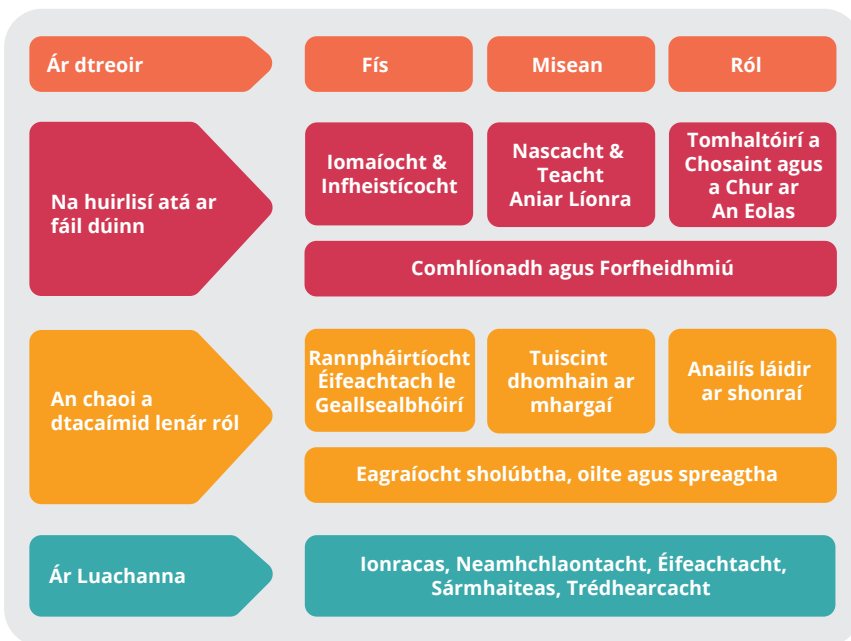 Ár dtreoir
Fís
Misean
Ról
Na huirlisí atá ar
fáil dúinn
Iomaíocht &
Infheistícocht
Nascacht &
Teacht
Aniar Líonra
Tomhaltóirí a
Chosaint agus
a Chur ar
An Eolas
Comhlíonadh agus Forfheidhmiú
An chaoi a
dtacaímid lenár ról
Rannpháirtíocht
Éifeachtach le
Geallsealbhóirí
Tuiscint
dhomhain ar
mhargaí
Anailís láidir
ar shonraí
Eagraíocht sholúbtha, oilte agus spreagtha
Ár Luachanna
Ionracas, Neamhchlaontacht, Éifeachtacht,
Sármhaiteas, Trédhearcacht